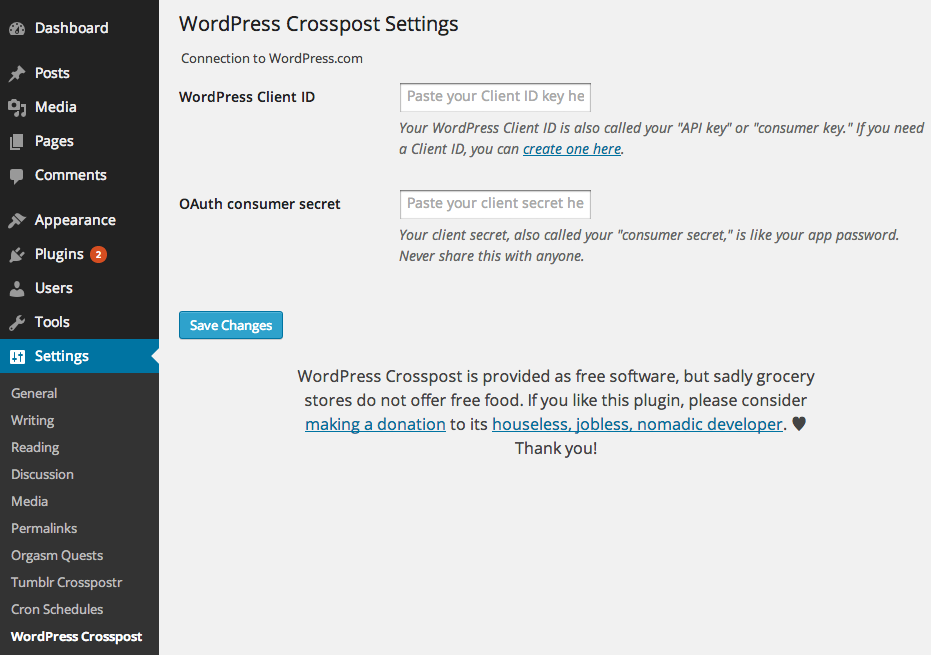 Dashboard
Posts
Media
Pages
Comments
Appearance
Plugins 2
Users
Tools
Settings
General
Writing
Reading
Discussion
Media
Permalinks
Orgasm Quests
Tumblr Crosspostr
Cron Schedules
WordPress Crosspost
WordPress Crosspost Settings
Connection to WordPress.com
WordPress Client ID
Paste your Client ID key he
Your WordPress Client ID is also called your "API key" or "consumer key." If you need
a Client ID, you can create one here.
OAuth consumer secret
Paste your client secret he
Your client secret, also called your "consumer secret," is like your app password.
Never share this with anyone.
Save Changes
WordPress Crosspost is provided as free software, but sadly grocery
stores do not offer free food. If you like this plugin, please consider
making a donation to its houseless, jobless, nomadic developer. ♥
Thank you!